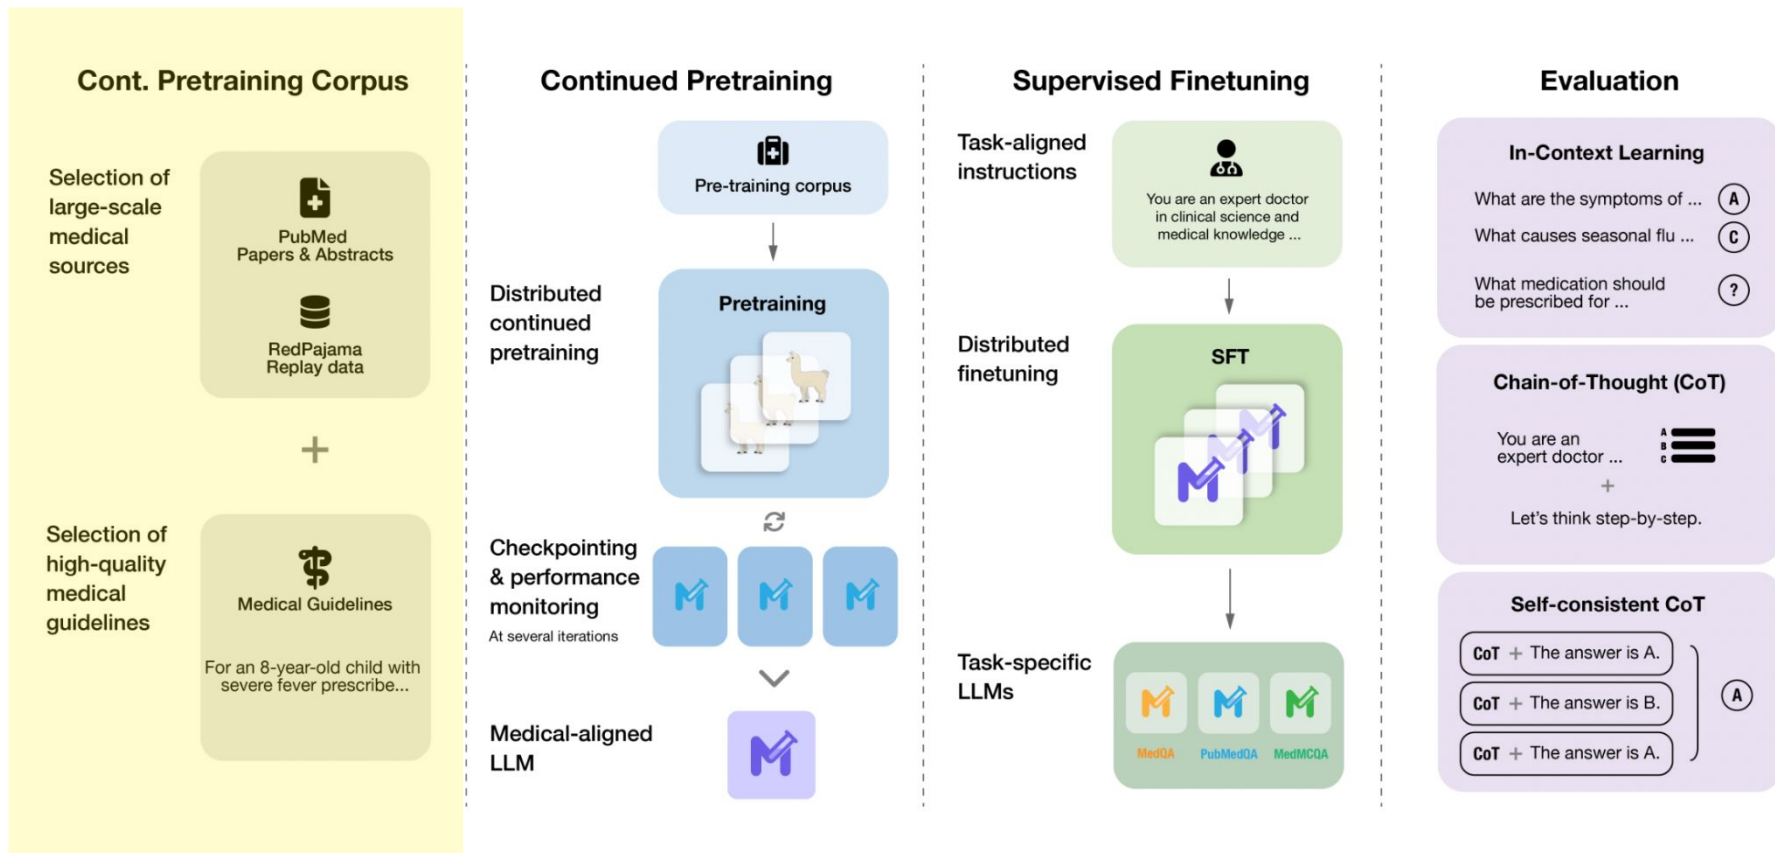 Cont. Pretraining Corpus
Selection of
large-scale
medical
sources
PubMed
Papers & Abstracts
RedPajama
Replay data
+
Selection of
high-quality
medical
guidelines
Medical Guidelines
For an 8-year-old child with
severe fever prescribe...
Continued Pretraining
Pre-training corpus
Distributed
continued
pretraining
Pretraining
Checkpointing
& performance
monitoring
At several iterations
M M M
Medical-aligned
LLM
M
Supervised Finetuning
Task-aligned
instructions
You are an expert doctor
in clinical science and
medical knowledge ...
Distributed
finetuning
SFT
M M M
Task-specific
LLMs
M M M
MedQA PubMedQA MedMCQA
Evaluation
In-Context Learning
What are the symptoms of ... A
What causes seasonal flu ... C
What medication should
be prescribed for ... ?
Chain-of-Thought (CoT)
You are an
expert doctor ...
A
B
C
+
Let's think step-by-step.
Self-consistent CoT
CoT + The answer is A.
CoT + The answer is B.
CoT + The answer is A.
A